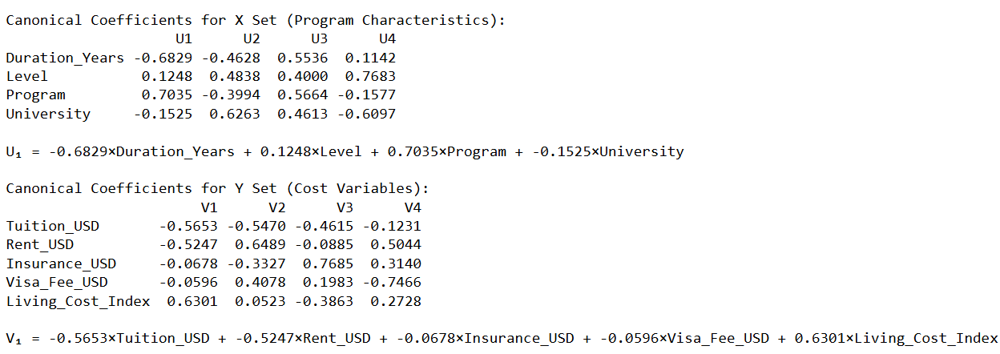 Canonical Coefficients for X Set (Program Characteristics):
U1 U2 U3 U4
Duration_Years -0.6829 -0.4628 0.5536 0.1142
Level 0.1248 0.4838 0.4000 0.7683
Program 0.7035 -0.3994 0.5664 -0.1577
University -0.1525 0.6263 0.4613 -0.6097
U₁ = -0.6829×Duration_Years + 0.1248×Level + 0.7035×Program + -0.1525×University
Canonical Coefficients for Y Set (Cost Variables):
V1 V2 V3 V4
Tuition_USD -0.5653 -0.5470 -0.4615 -0.1231
Rent_USD -0.5247 0.6489 -0.0885 0.5044
Insurance_USD -0.0678 -0.3327 0.7685 0.3140
Visa_Fee_USD -0.0596 0.4078 0.1983 -0.7466
Living_Cost_Index 0.6301 0.0523 -0.3863 0.2728
V₁ = -0.5653×Tuition_USD + -0.5247×Rent_USD + -0.0678×Insurance_USD + -0.0596×Visa_Fee_USD + 0.6301×Living_Cost_Index